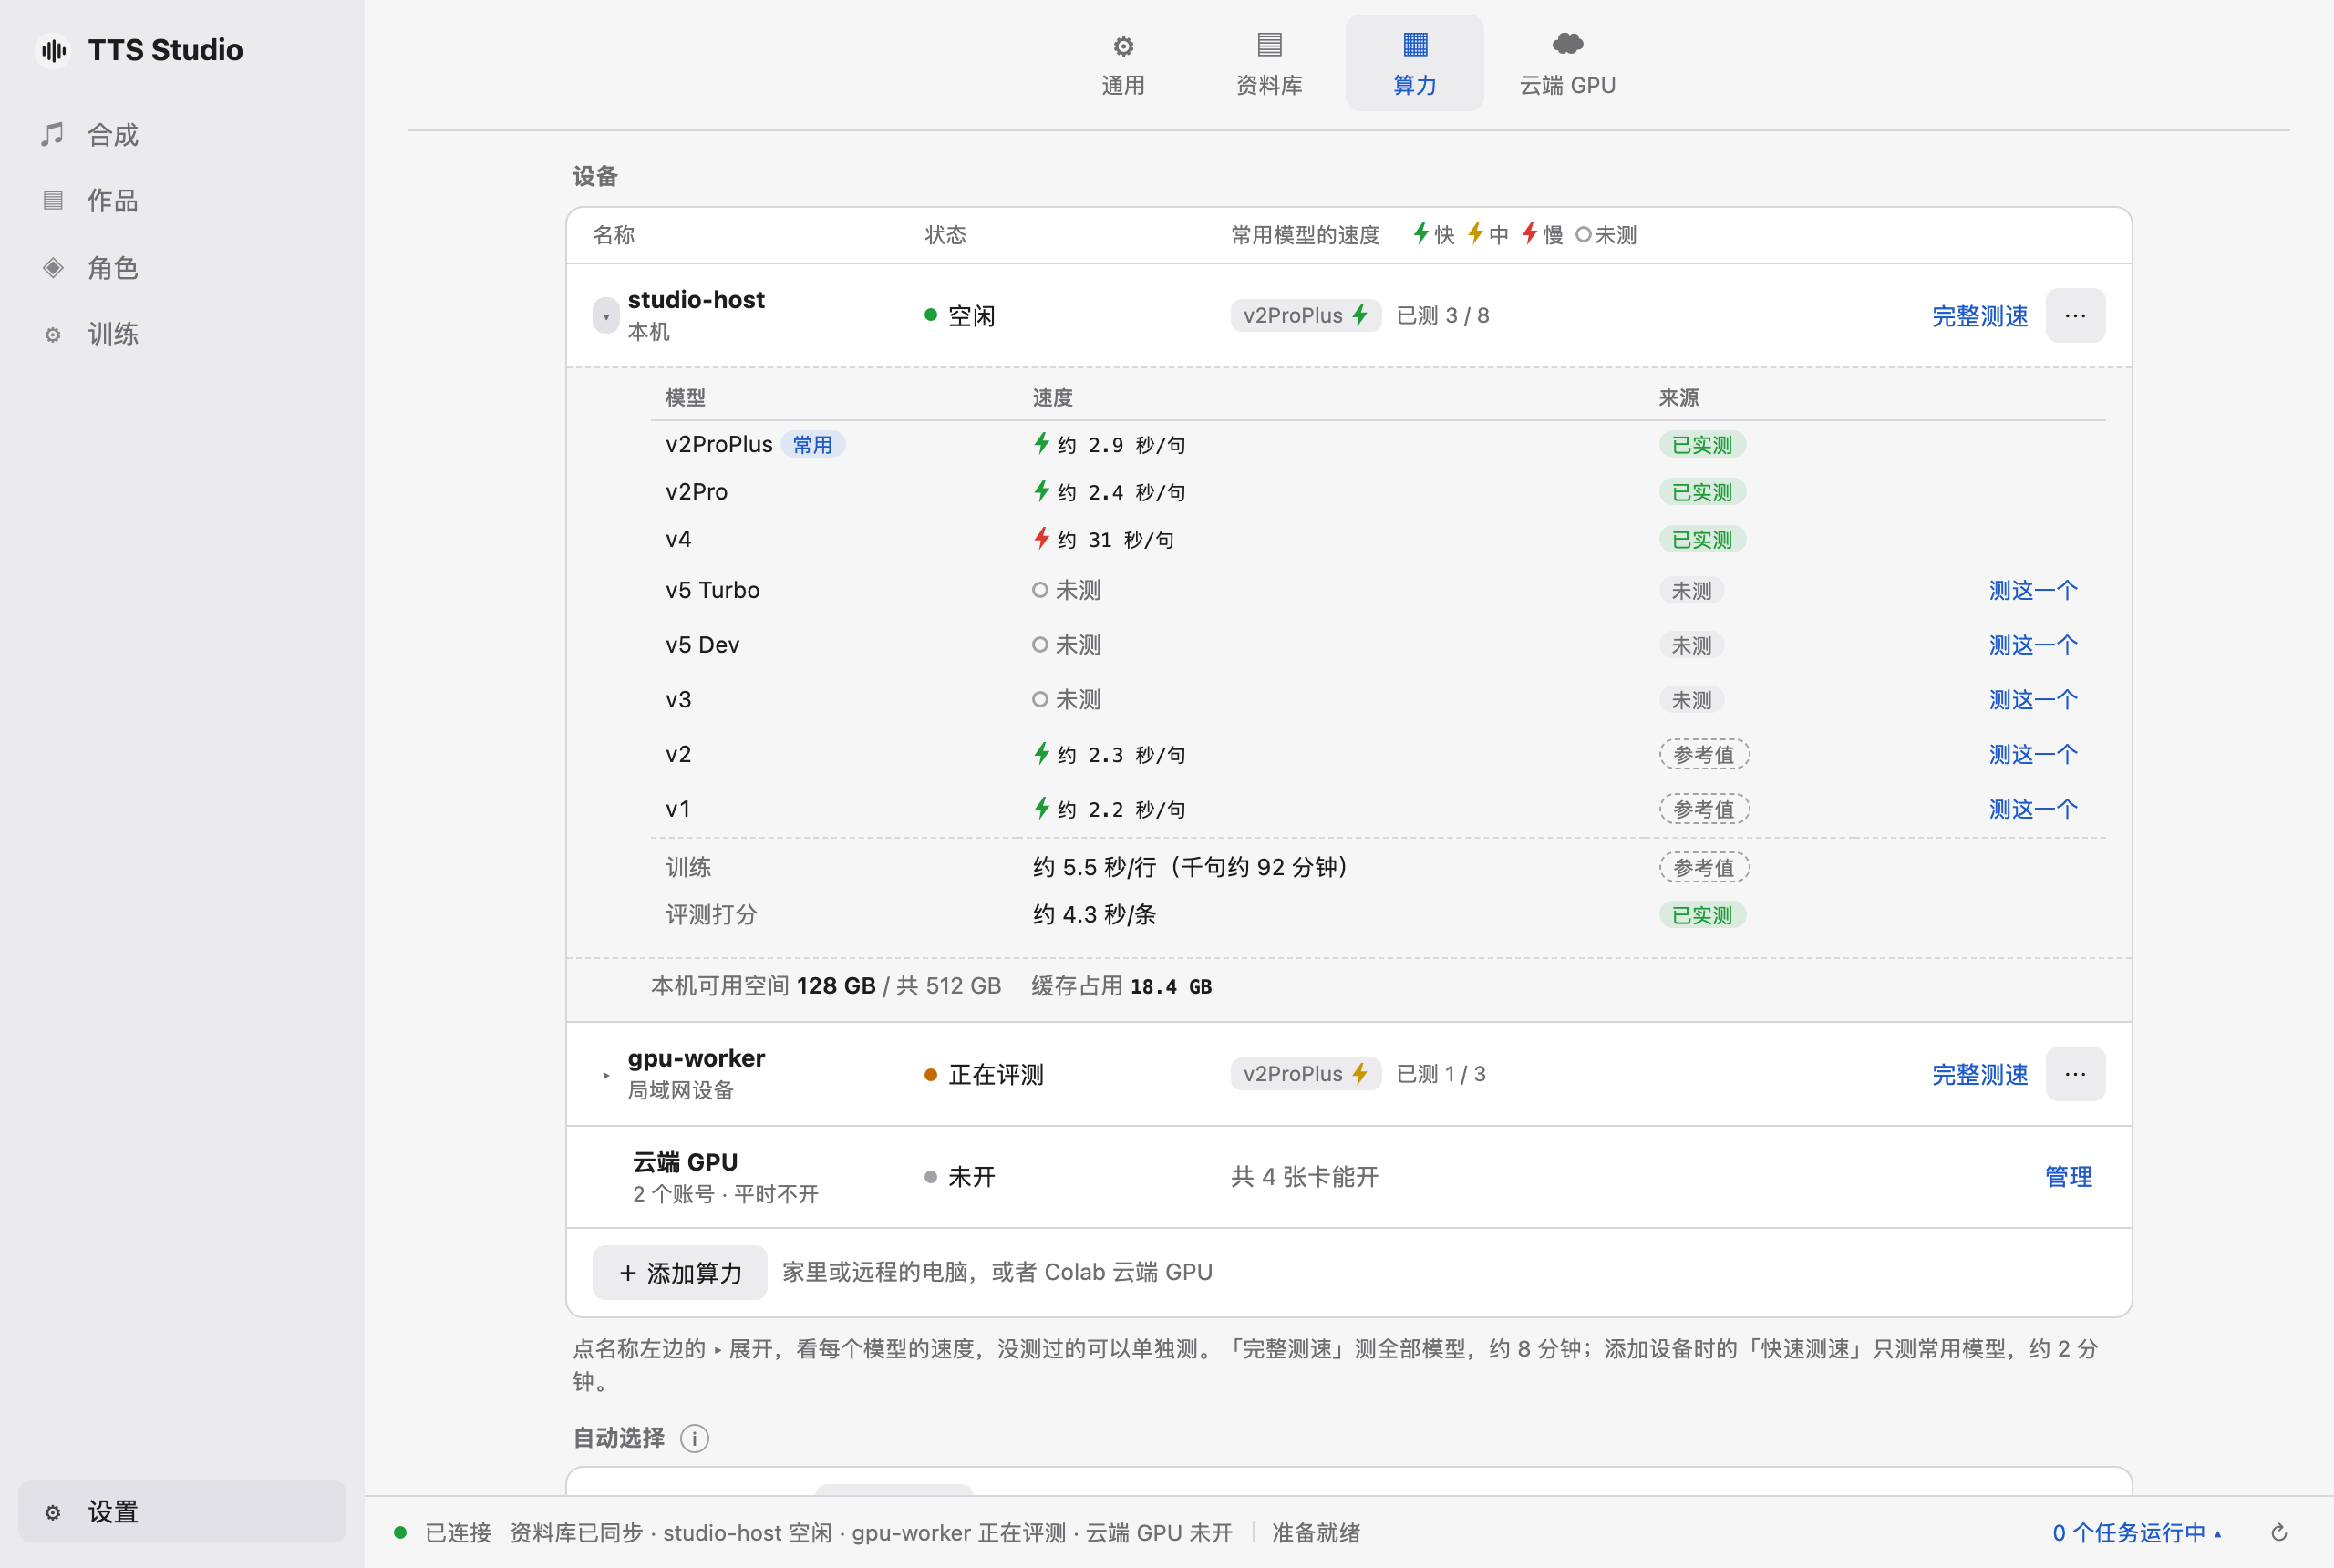 TTS Studio
合成
作品
角色
训练
设置
通用
资料库
算力
云端 GPU
设备
名称 状态 常用模型的速度 快 中 慢 未测
studio-host
本机
空闲
v2ProPlus 已测 3 / 8
完整测速 ···
模型 速度 来源
v2ProPlus 常用 约 2.9 秒/句 已实测
v2Pro 约 2.4 秒/句 已实测
v4 约 31 秒/句 已实测
v5 Turbo 未测 未测 测这一个
v5 Dev 未测 未测 测这一个
v3 未测 未测 测这一个
v2 约 2.3 秒/句 参考值 测这一个
v1 约 2.2 秒/句 参考值 测这一个
训练 约 5.5 秒/行（千句约 92 分钟） 参考值
评测打分 约 4.3 秒/条 已实测
本机可用空间 128 GB / 共 512 GB 缓存占用 18.4 GB
gpu-worker
局域网设备
正在评测
v2ProPlus 已测 1 / 3
完整测速 ···
云端 GPU
2 个账号 · 平时不开
未开
共 4 张卡能开
管理
+ 添加算力 家里或远程的电脑，或者 Colab 云端 GPU
点名称左边的 ▸ 展开，看每个模型的速度，没测过的可以单独测。「完整测速」测全部模型，约 8 分钟；添加设备时的「快速测速」只测常用模型，约 2 分
钟。
自动选择 i
已连接 资料库已同步 · studio-host 空闲 · gpu-worker 正在评测 · 云端 GPU 未开 准备就绪 0 个任务运行中 ▴